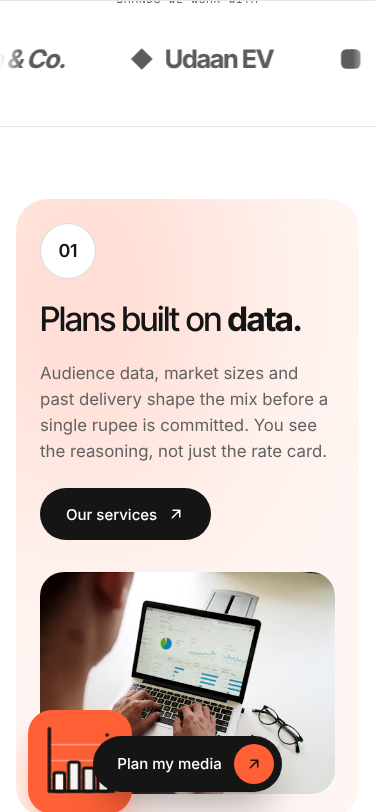 & Co.
Udaan EV
01
Plans built on data.
Audience data, market sizes and
past delivery shape the mix before a
single rupee is committed. You see
the reasoning, not just the rate card.
Our services
Plan my media